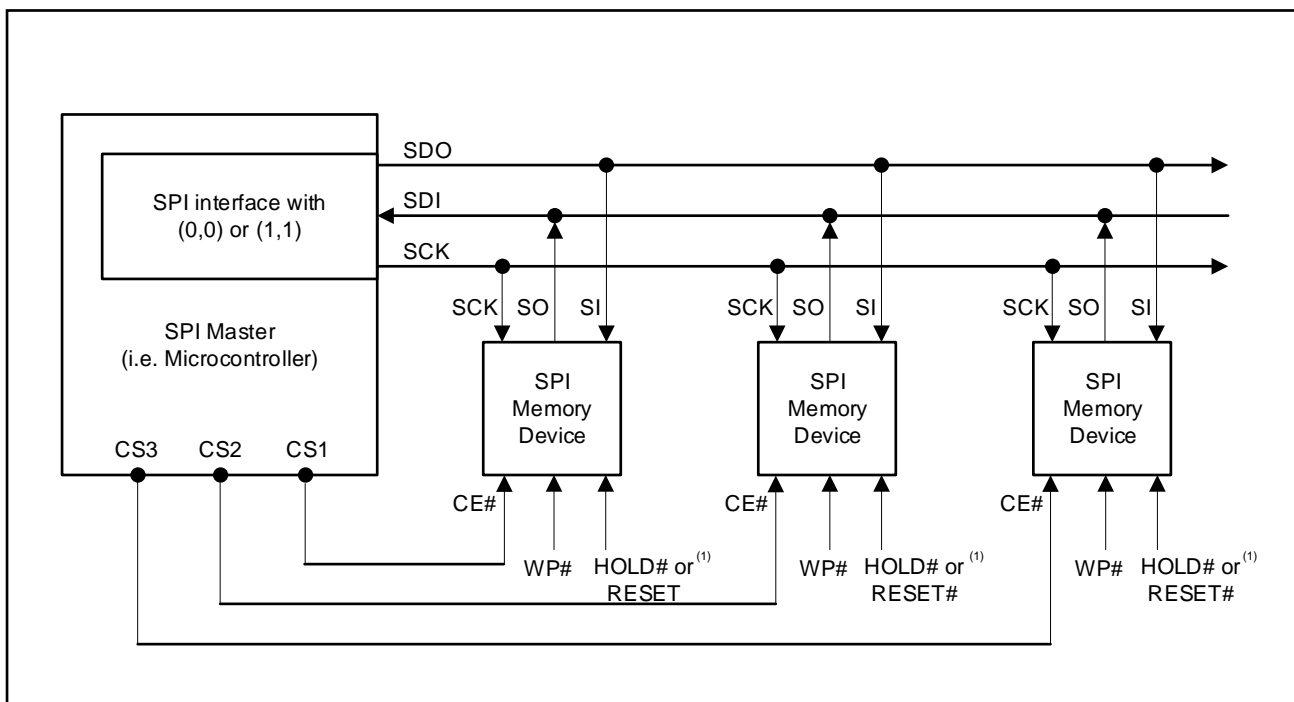 SDO
SPI interface with
(0,0) or (1,1)
SDI
SCK
SPI Master
(i.e. Microcontroller)
SCK SO SI
SCK SO SI
SCK SO SI
SPI
Memory
Device
SPI
Memory
Device
SPI
Memory
Device
CS3 CS2 CS1
CE#
WP#
HOLD# or (1)
RESET
CE#
WP#
HOLD# or (1)
RESET#
CE#
WP#
HOLD# or (1)
RESET#